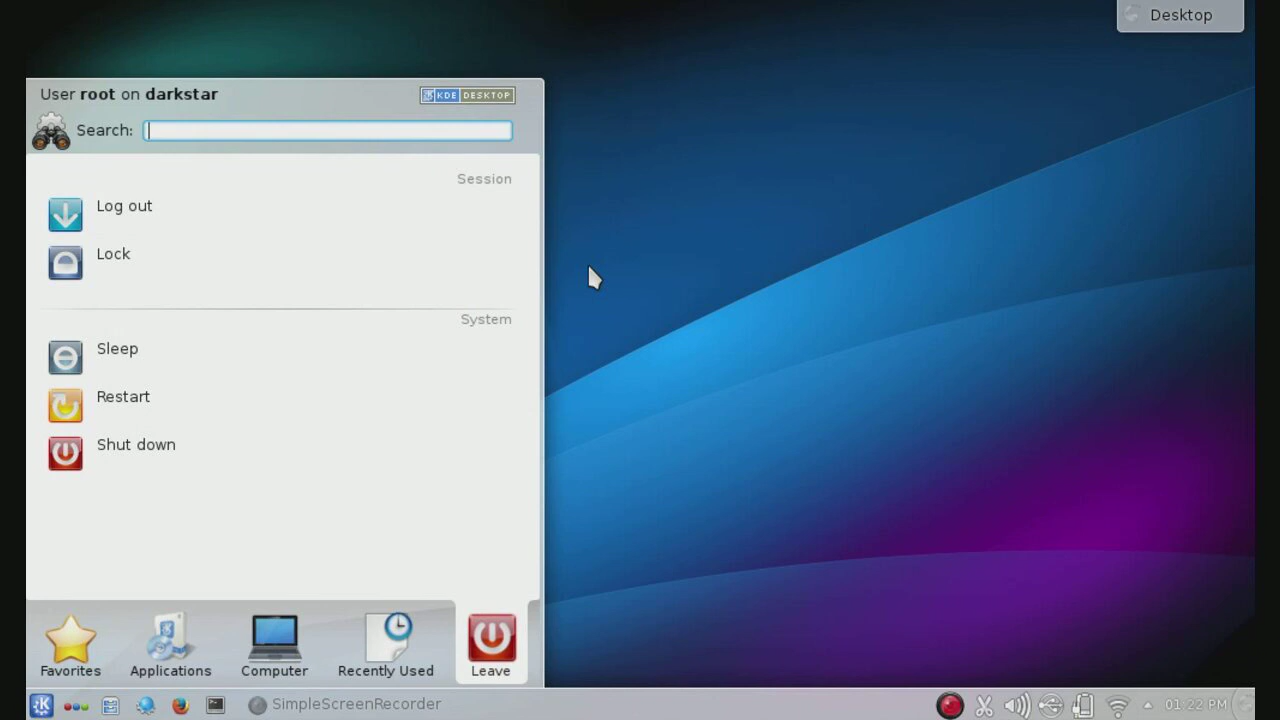 Desktop
User root on darkstar
KDE DESKTOP
Search:
Session
Log out
Lock
System
Sleep
Restart
Shut down
Favorites
Applications
Computer
Recently Used
Leave
SimpleScreenRecorder
01:22 PM